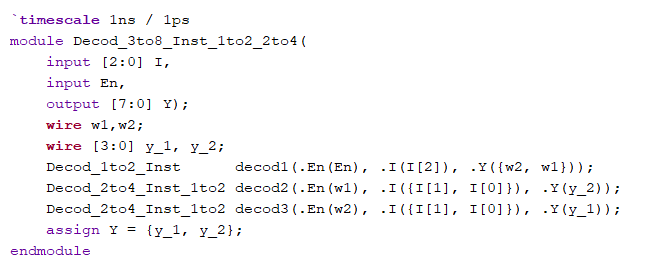 `timescale 1ns / 1ps
module Decod_3to8_Inst_1to2_2to4(
    input [2:0] I,
    input En,
    output [7:0] Y);
    wire w1,w2;
    wire [3:0] y_1, y_2;
    Decod_1to2_Inst      decod1(.En(En), .I(I[2]), .Y({w2, w1}));
    Decod_2to4_Inst_1to2 decod2(.En(w1), .I({I[1], I[0]}), .Y(y_2));
    Decod_2to4_Inst_1to2 decod3(.En(w2), .I({I[1], I[0]}), .Y(y_1));
    assign Y = {y_1, y_2};
endmodule